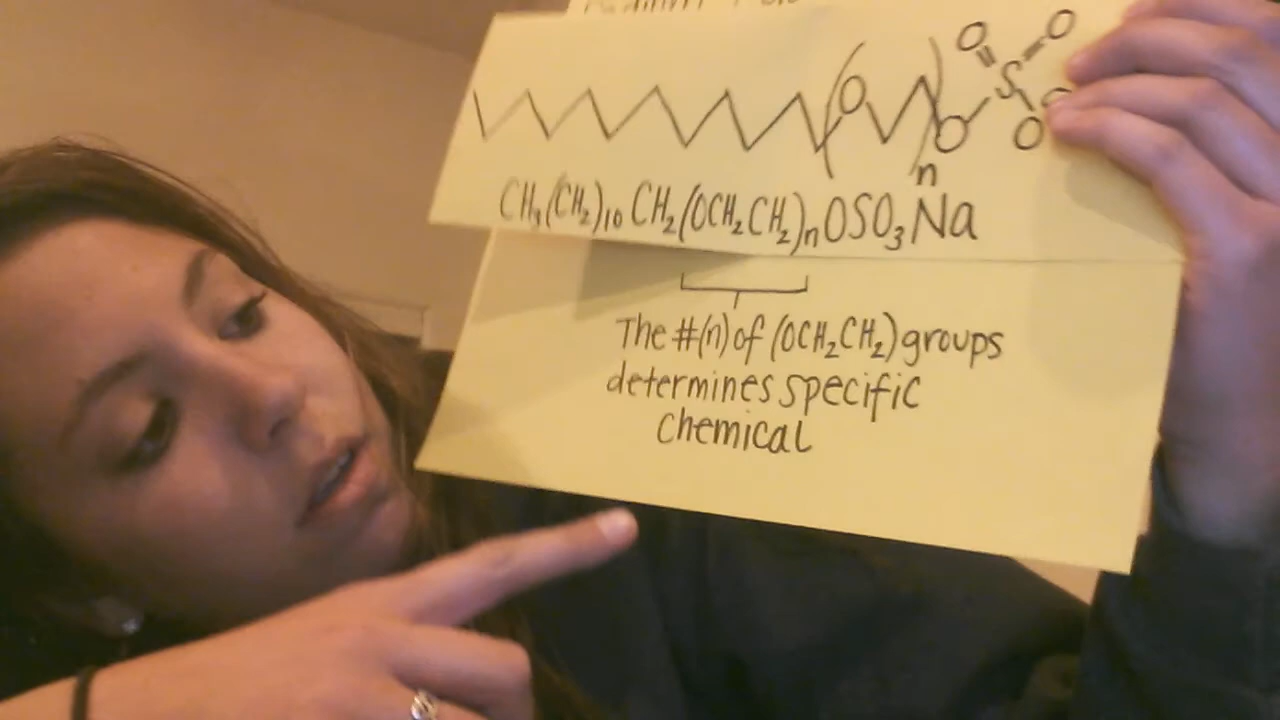 O O
O S
O O
n
CH₃(CH₂)₁₀CH₂(OCH₂CH₂)ₙOSO₃Na
The #(n) of (OCH₂CH₂) groups
determines specific
chemical